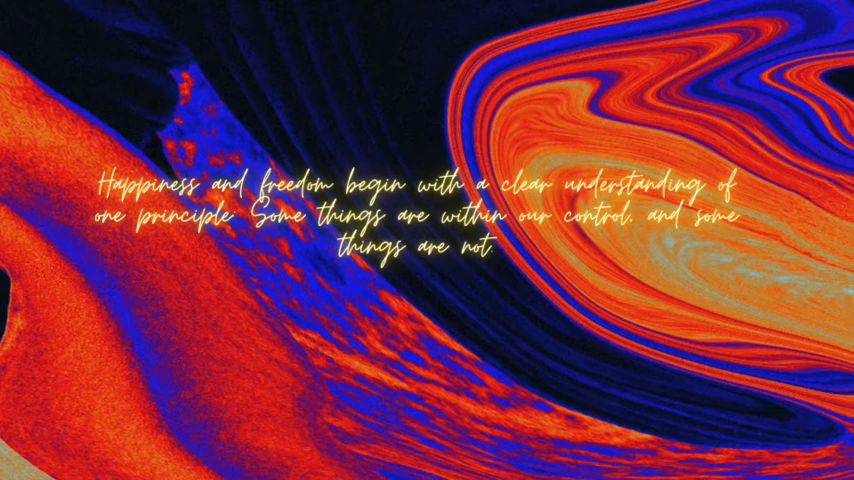 Happiness and freedom begin with a clear understanding of
one principle: Some things are within our control, and some
things are not.